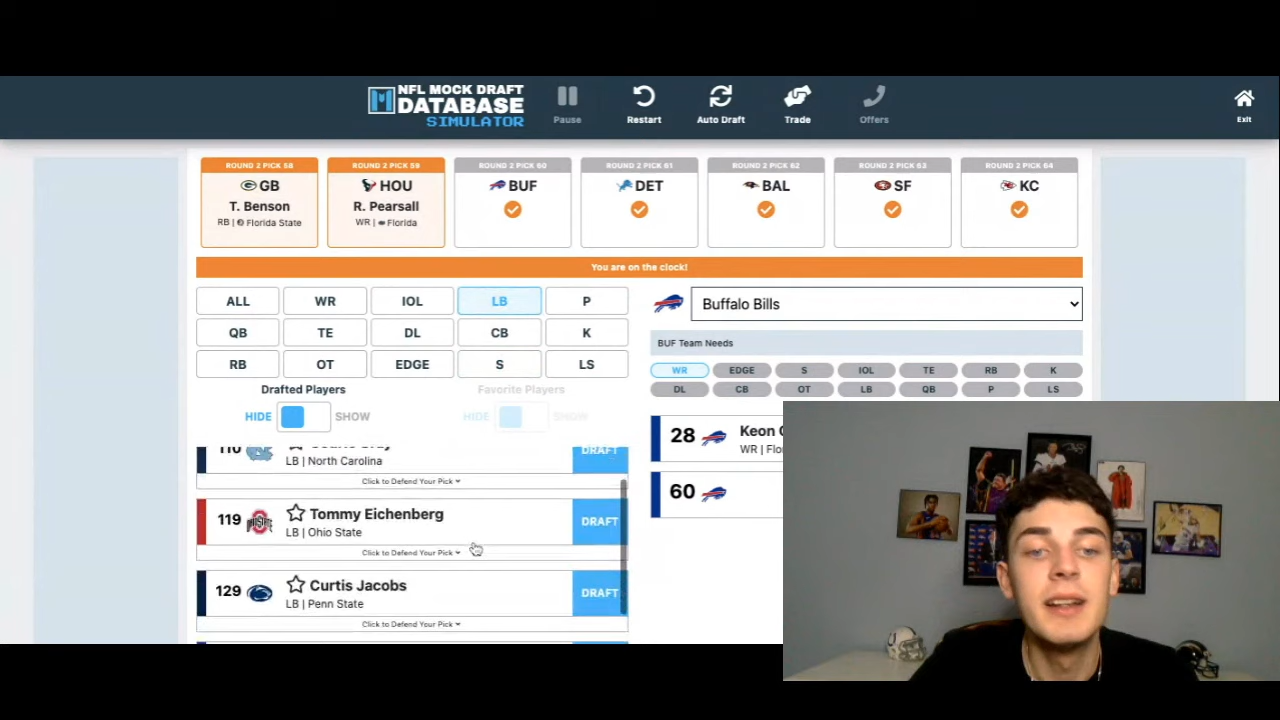 NFL MOCK DRAFT
DATABASE
SIMULATOR
Pause
Restart
Auto Draft
Trade
Offers
Exit
ROUND 2 PICK 58
GB
T. Benson
RB | Florida State
ROUND 2 PICK 59
HOU
R. Pearsall
WR | Florida
ROUND 2 PICK 60
BUF
ROUND 2 PICK 61
DET
ROUND 2 PICK 62
BAL
ROUND 2 PICK 63
SF
ROUND 2 PICK 64
KC
You are on the clock!
ALL WR IOL LB P
QB TE DL CB K
RB OT EDGE S LS
Drafted Players
HIDE SHOW
Favorite Players
HIDE SHOW
110
LB | North Carolina
DRAFT
Click to Defend Your Pick
119 Tommy Eichenberg
LB | Ohio State
DRAFT
Click to Defend Your Pick
129 Curtis Jacobs
LB | Penn State
DRAFT
Click to Defend Your Pick
Buffalo Bills
BUF Team Needs
WR EDGE S IOL TE RB K
DL CB OT LB QB P LS
28 Keon
WR | Flo
60